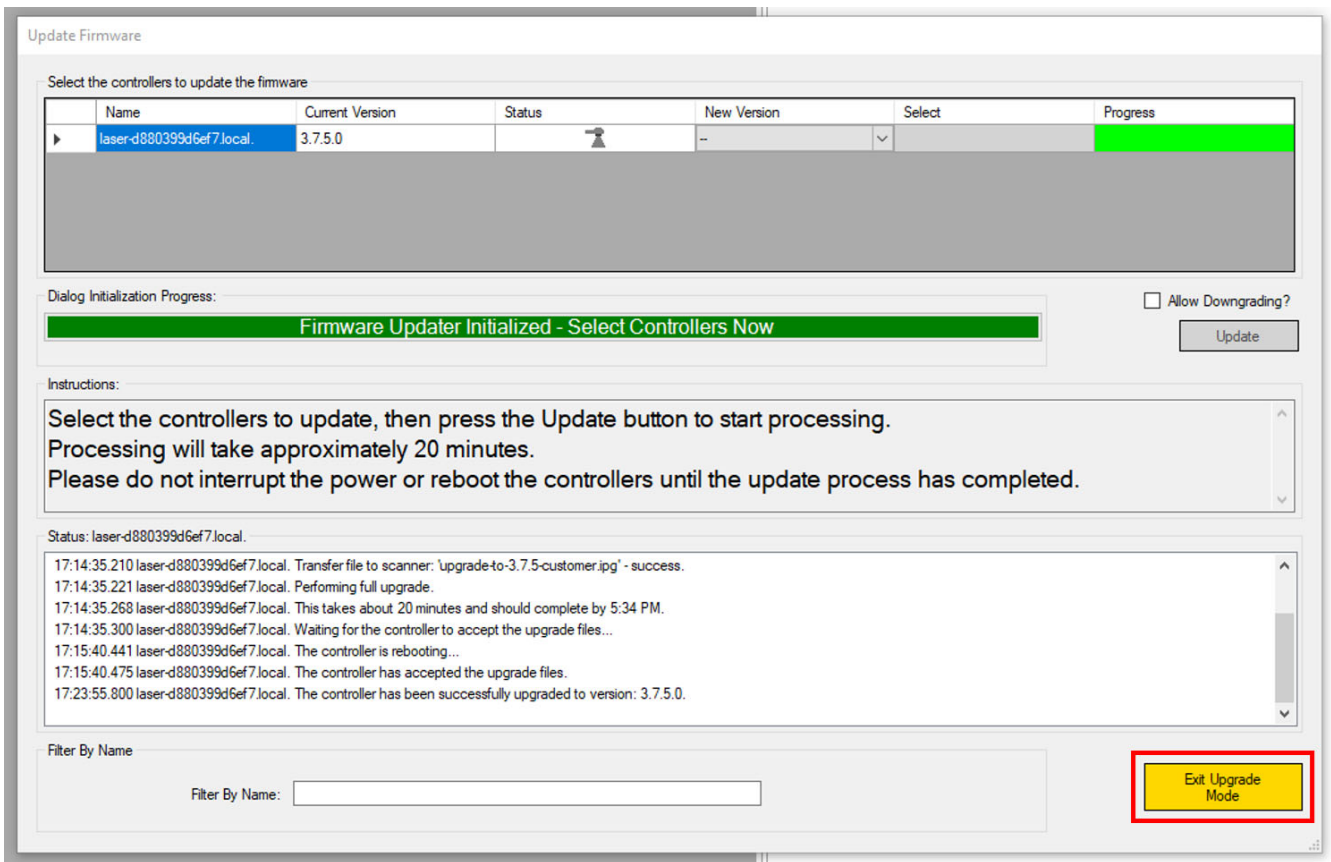 Update Firmware
Select the controllers to update the firmware
Name Current Version Status New Version Select Progress
laser-d880399d6ef7.local. 3.7.5.0 --
Dialog Initialization Progress:
Allow Downgrading?
Firmware Updater Initialized - Select Controllers Now
Update
Instructions:
Select the controllers to update, then press the Update button to start processing.
Processing will take approximately 20 minutes.
Please do not interrupt the power or reboot the controllers until the update process has completed.
Status: laser-d880399d6ef7.local.
17:14:35.210 laser-d880399d6ef7.local. Transfer file to scanner: 'upgrade-to-3.7.5-customer.ipg' - success.
17:14:35.221 laser-d880399d6ef7.local. Performing full upgrade.
17:14:35.268 laser-d880399d6ef7.local. This takes about 20 minutes and should complete by 5:34 PM.
17:14:35.300 laser-d880399d6ef7.local. Waiting for the controller to accept the upgrade files...
17:15:40.441 laser-d880399d6ef7.local. The controller is rebooting...
17:15:40.475 laser-d880399d6ef7.local. The controller has accepted the upgrade files.
17:23:55.800 laser-d880399d6ef7.local. The controller has been successfully upgraded to version: 3.7.5.0.
Filter By Name
Filter By Name:
Exit Upgrade
Mode